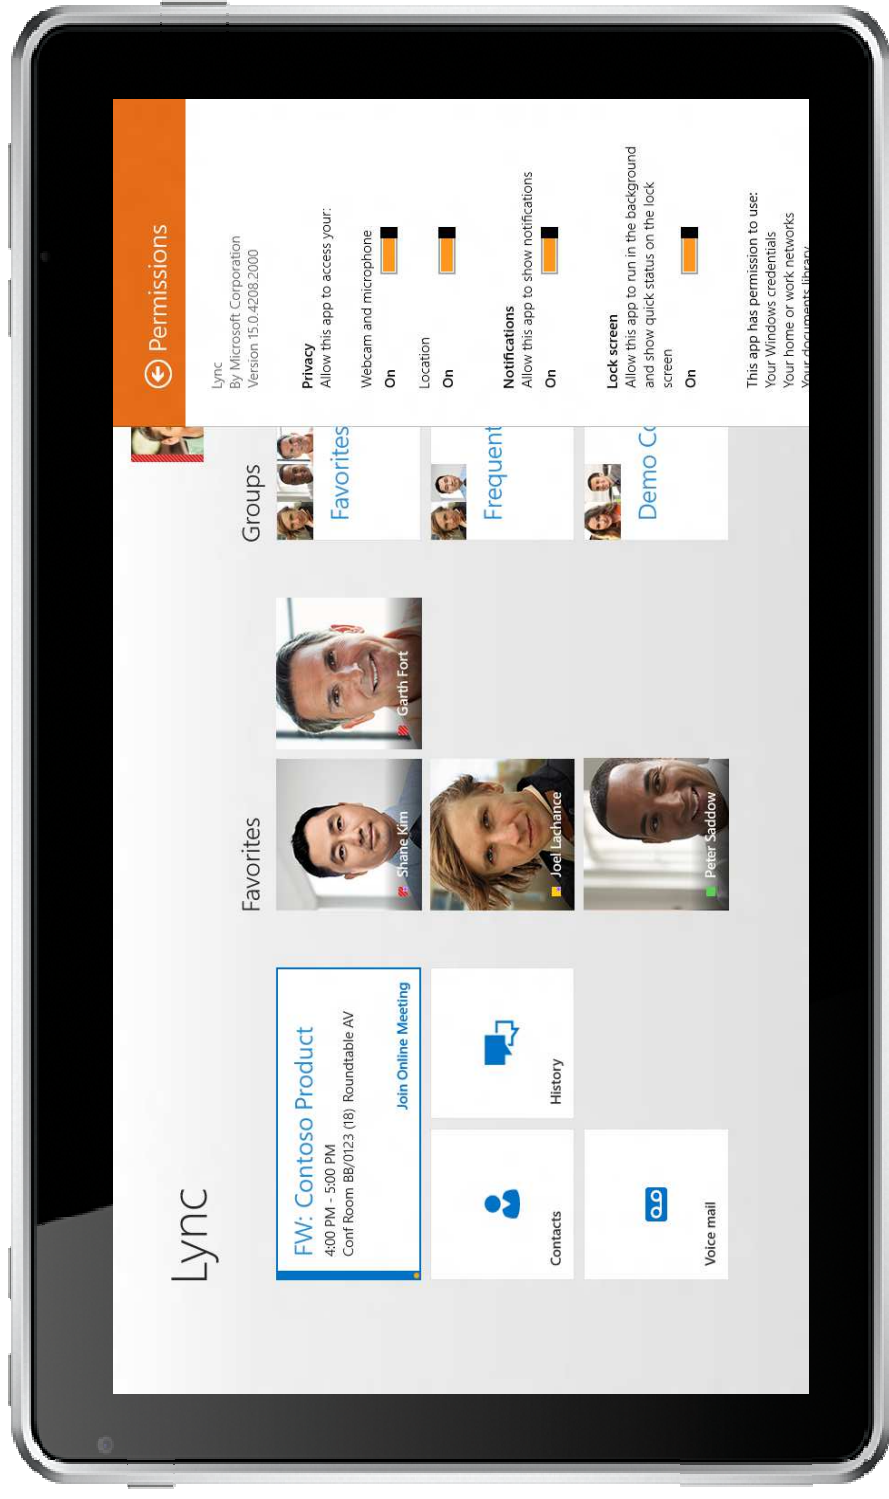 Lync
FW: Contoso Product
4:00 PM - 5:00 PM
Conf Room BB/0123 (18) Roundtable AV
Join Online Meeting
Contacts
History
Voice mail
Favorites
Shane Kim
Garth Fort
Joel Lachance
Peter Saddow
Groups
Favorites
Frequent
Demo Co
Permissions
Lync
By Microsoft Corporation
Version 15.0.4208.2000
Privacy
Allow this app to access your:
Webcam and microphone
On
Location
On
Notifications
Allow this app to show notifications
On
Lock screen
Allow this app to run in the background
and show quick status on the lock
screen
On
This app has permission to use:
Your Windows credentials
Your home or work networks
Your documents library